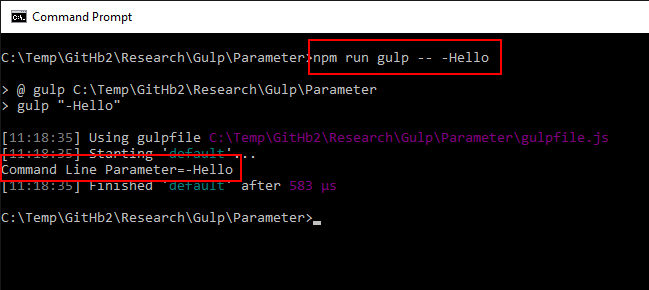 Command Prompt
C:\Temp\GitHb2\Research\Gulp\Parameter>npm run gulp -- -Hello
> @ gulp C:\Temp\GitHb2\Research\Gulp\Parameter
> gulp "-Hello"
[11:18:35] Using gulpfile C:\Temp\GitHb2\Research\Gulp\Parameter\gulpfile.js
[11:18:35] Starting 'default'...
Command Line Parameter=-Hello
[11:18:35] Finished 'default' after 583 μs
C:\Temp\GitHb2\Research\Gulp\Parameter>_